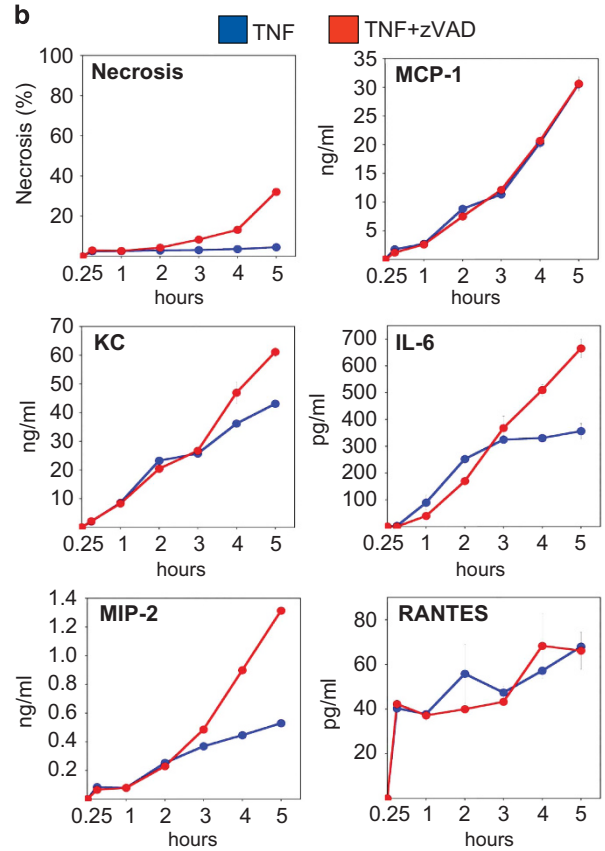 b
TNF TNF+zVAD
Necrosis
Necrosis (%)
100
80
60
40
20
0.25 1 2 3 4 5
hours
MCP-1
ng/ml
35
30
25
20
15
10
5
0.25 1 2 3 4 5
hours
KC
ng/ml
70
60
50
40
30
20
10
0.25 1 2 3 4 5
hours
IL-6
pg/ml
700
600
500
400
300
200
100
0.25 1 2 3 4 5
hours
MIP-2
ng/ml
1.4
1.2
1.0
0.8
0.6
0.4
0.2
0.25 1 2 3 4 5
hours
RANTES
pg/ml
80
60
40
20
0.25 1 2 3 4 5
hours